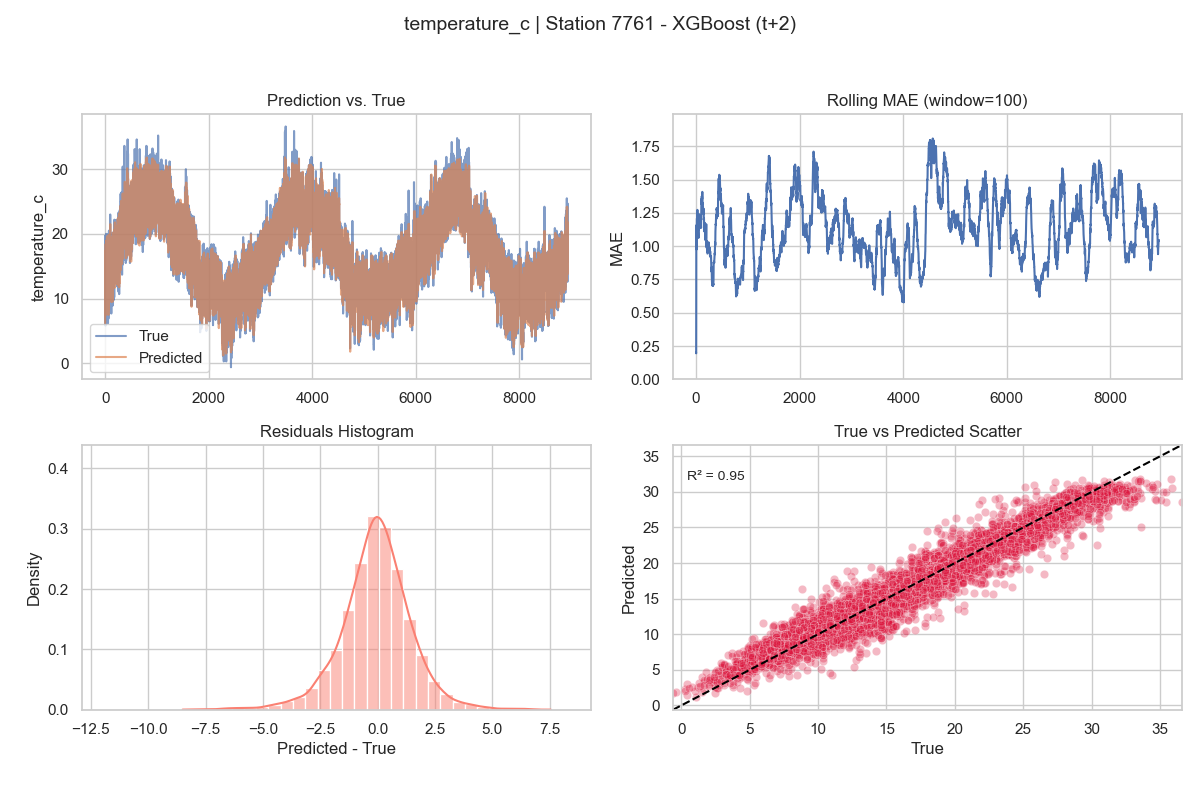 temperature_c | Station 7761 - XGBoost (t+2)
Prediction vs. True
temperature_c
30
20
10
0
True
Predicted
0 2000 4000 6000 8000
Rolling MAE (window=100)
MAE
1.75
1.50
1.25
1.00
0.75
0.50
0.25
0.00
0 2000 4000 6000 8000
Residuals Histogram
Density
0.4
0.3
0.2
0.1
0.0
−12.5 −10.0 −7.5 −5.0 −2.5 0.0 2.5 5.0 7.5
Predicted - True
True vs Predicted Scatter
R² = 0.95
Predicted
35
30
25
20
15
10
5
0
0 5 10 15 20 25 30 35
True